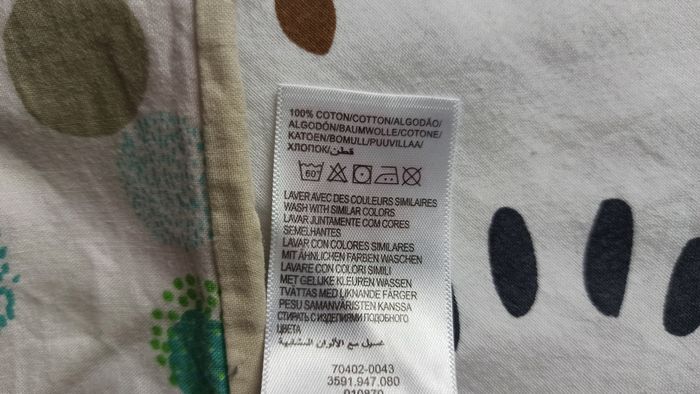 100% COTON/COTTON/ALGODÃO/
ALGODÓN/BAUMWOLLE/COTONE/
KATOEN/BOMULL/PUUVILLAA/
ХЛОПОК/قطن
60°
LAVER AVEC DES COULEURS SIMILAIRES
WASH WITH SIMILAR COLORS
LAVAR JUNTAMENTE COM CORES
SEMELHANTES
LAVAR CON COLORES SIMILARES
MIT ÄHNLICHEN FARBEN WASCHEN
LAVARE CON COLORI SIMILI
MET GELIJKE KLEUREN WASSEN
TVÄTTAS MED LIKNANDE FÄRGER
PESU SAMANVÄRISTEN KANSSA
СТИРАТЬ С ИЗДЕЛИЯМИ ПОДОБНОГО
ЦВЕТА
غسيل مع الألوان المتشابهة
70402-0043
3591.947.080
010870